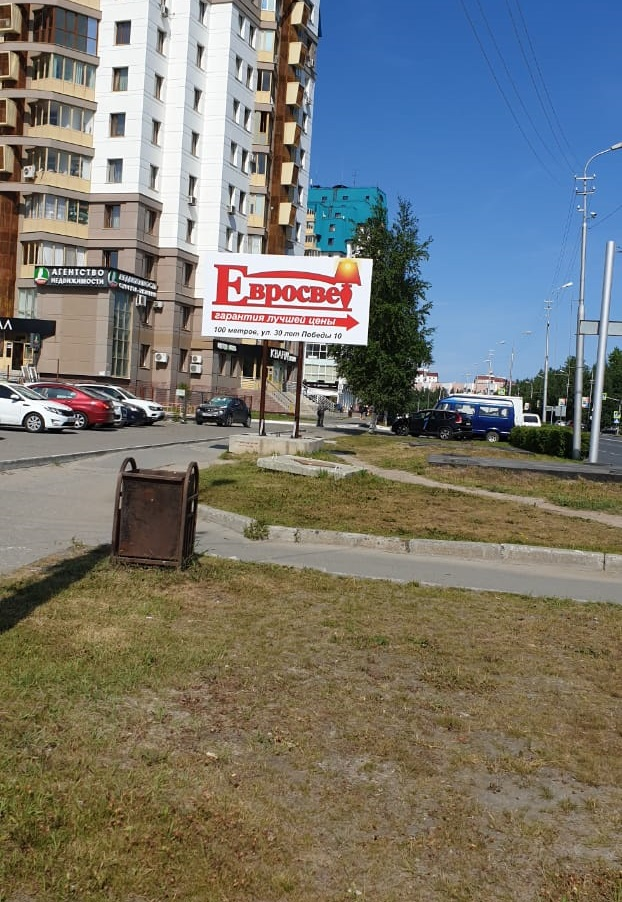 АГЕНТСТВО
НЕДВИЖИМОСТИ
Евросвет
гарантия лучшей цены
100 метров, ул. 30 лет Победы 10